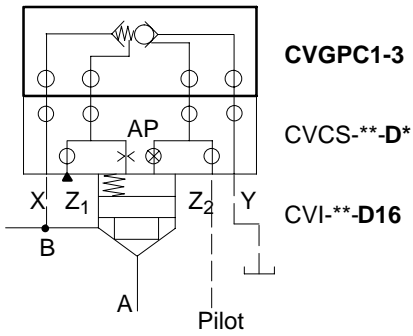 CVGPC1-3
AP
CVCS-**-D*
X Z1 Z2 Y
CVI-**-D16
B
A
Pilot